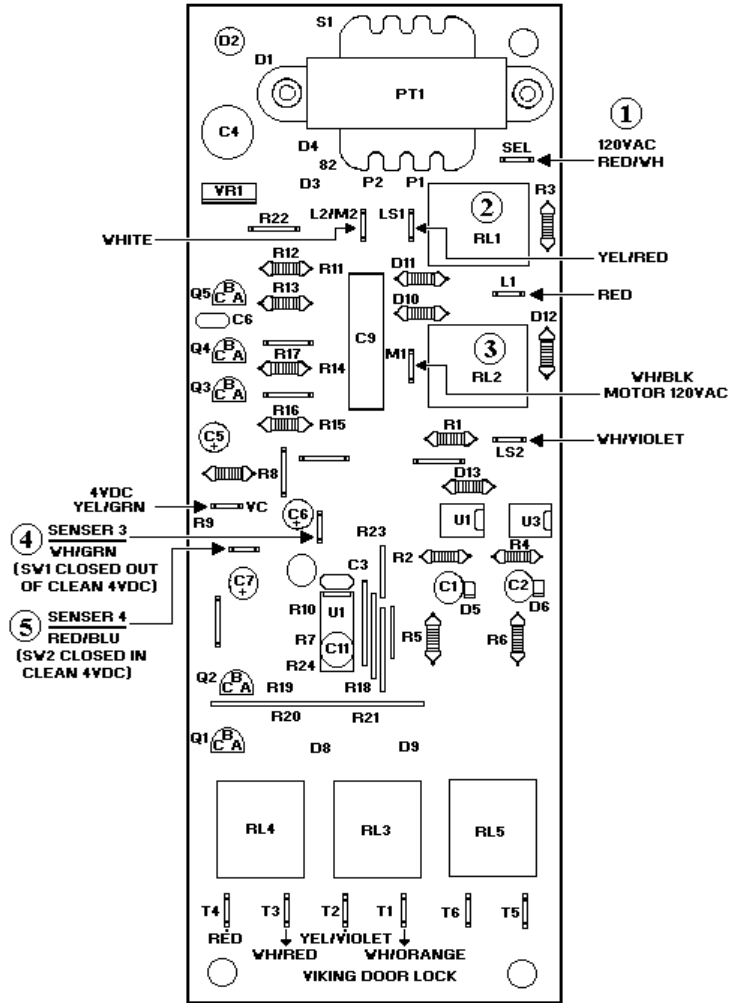 S1
D2
D1
PT1
1
120VAC
RED/WH
C4
D4
82
SEL
D3
P2
P1
VR1
2
R3
R22
L2/M2
LS1
RL1
WHITE
YEL/RED
R12
R11
D11
L1
RED
Q5
B
C A
R13
D10
C6
D12
Q4
B
C A
R17
R14
C9
M1
3
RL2
WH/BLK
MOTOR 120VAC
Q3
B
C A
R16
R15
C5
+
R1
WH/VIOLET
LS2
R8
D13
4VDC
YEL/GRN
VC
R9
C6
+
U1
U3
4
SENSER 3
WH/GRN
(SW1 CLOSED OUT
OF CLEAN 4VDC)
R23
R2
R4
C7
+
C3
C1
C2
D5
D6
5
SENSER 4
RED/BLU
(SW2 CLOSED IN
CLEAN 4VDC)
R10
U1
R7
C11
R5
R6
R24
Q2
B
C A
R19
R18
R20
R21
Q1
B
C A
D8
D9
RL4
RL3
RL5
T4
T3
T2
T1
T6
T5
RED
YEL/VIOLET
WH/RED
WH/ORANGE
VIKING DOOR LOCK